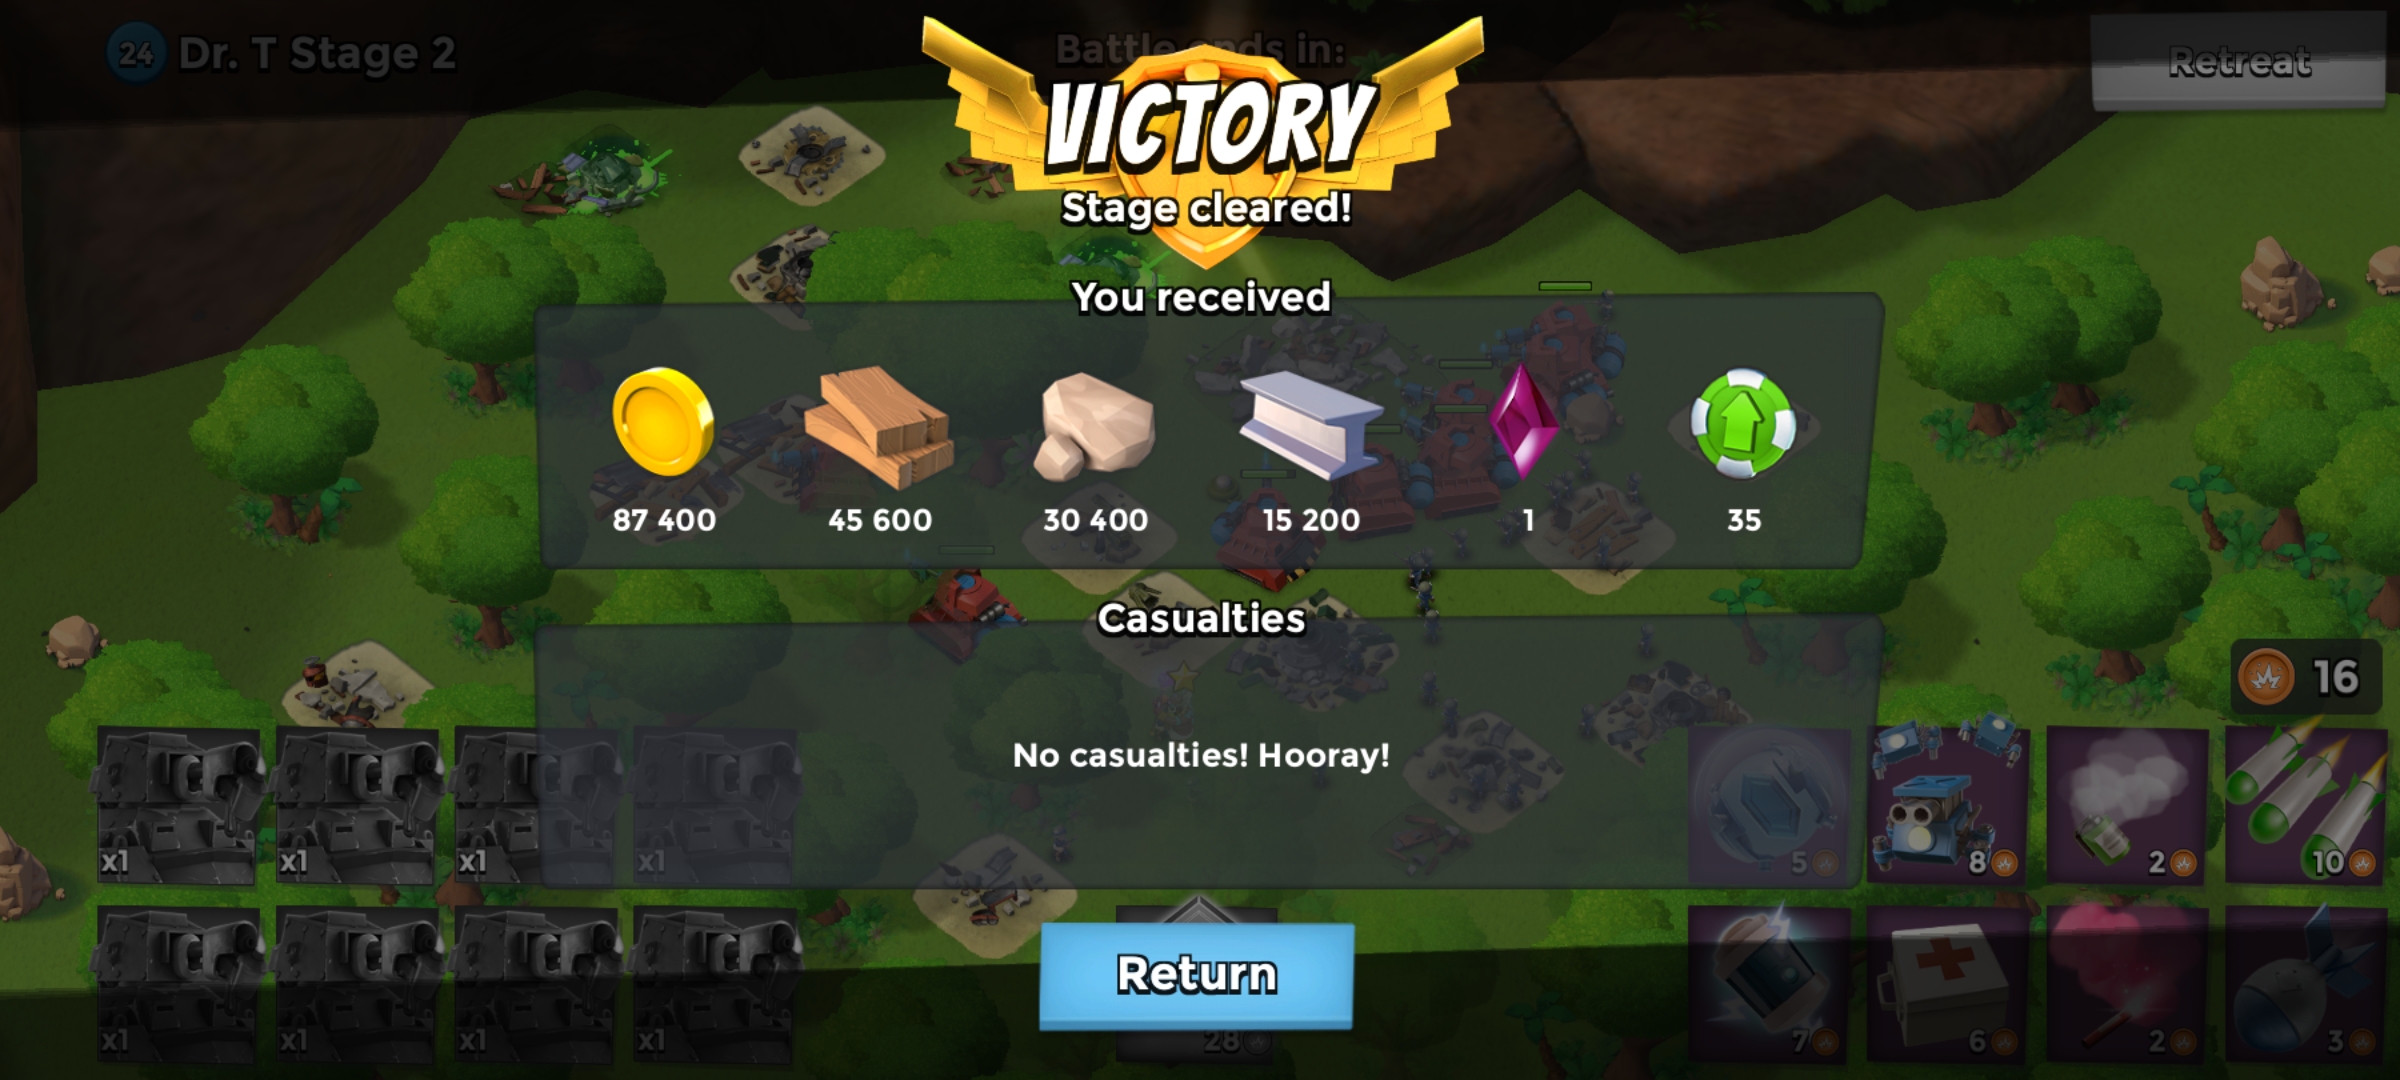 24 Dr. T Stage 2
Battle ends in:
Retreat
VICTORY
Stage cleared!
You received
87 400 45 600 30 400 15 200 1 35
Casualties
16
No casualties! Hooray!
x1 x1 x1 x1
5 8 2 10
Return
x1 x1 x1 x1
28
7 6 2 3